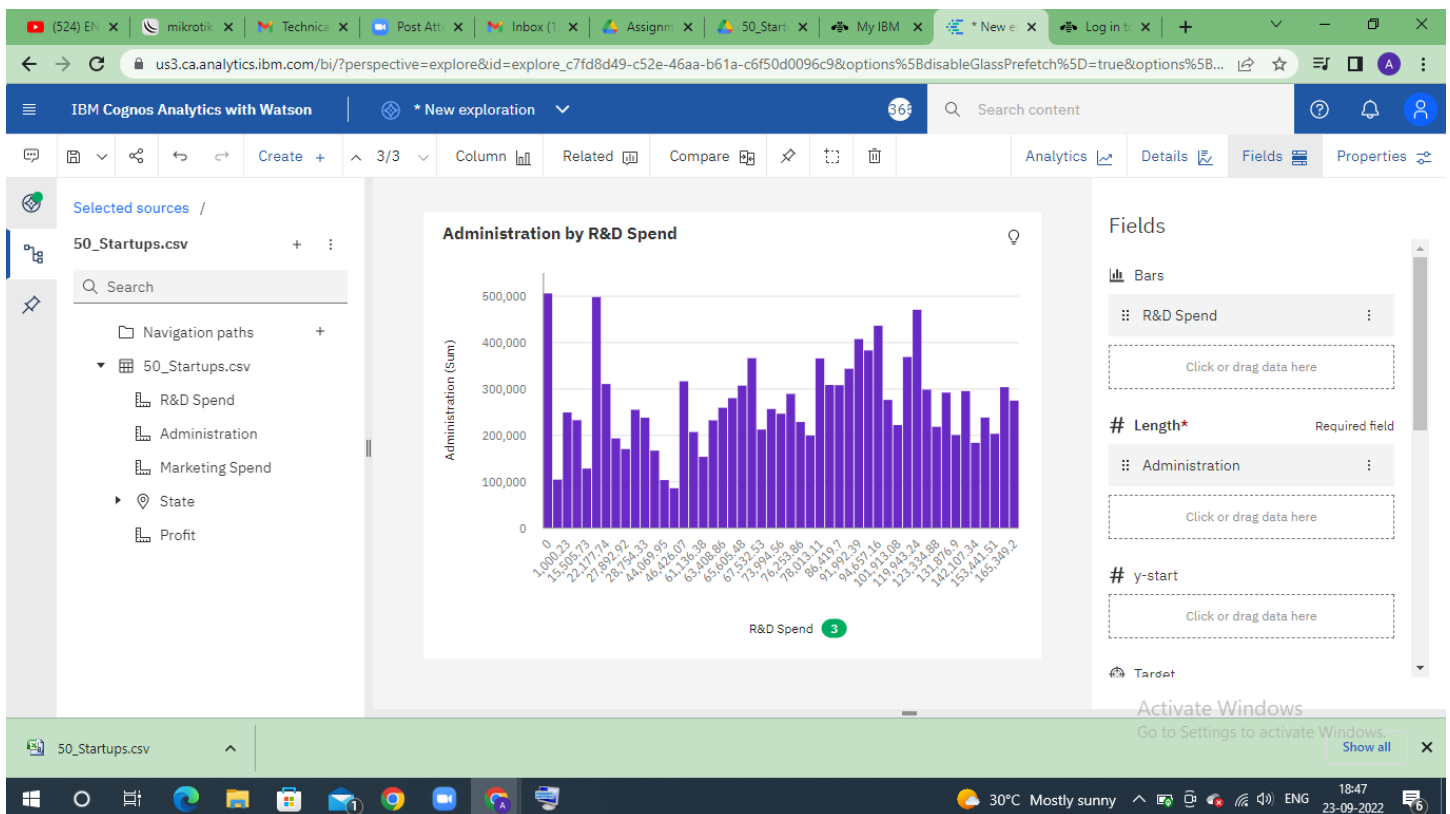 (524) EN
mikrotik
Technica
Post Att
Inbox (1
Assignm
50_Start
My IBM
* New e
Log in to
us3.ca.analytics.ibm.com/bi/?perspective=explore&id=explore_c7fd8d49-c52e-46aa-b61a-c6f50d0096c9&options%5BdisableGlassPrefetch%5D=true&options%5B...
A
IBM Cognos Analytics with Watson
* New exploration
365
Search content
Create +
3/3
Column
Related
Compare
Analytics
Details
Fields
Properties
Selected sources /
50_Startups.csv
Search
Navigation paths
50_Startups.csv
R&D Spend
Administration
Marketing Spend
State
Profit
Administration by R&D Spend
Administration (Sum)
500,000
400,000
300,000
200,000
100,000
0
0
1,000.23
15,505.73
22,177.74
27,892.92
28,754.33
44,069.95
46,426.07
61,136.38
63,408.86
65,605.48
67,532.53
73,994.56
76,253.86
78,013.11
86,419.7
91,992.39
94,657.16
101,913.08
119,943.24
123,334.88
131,876.9
142,107.34
153,441.51
165,349.2
R&D Spend 3
Fields
Bars
R&D Spend
Click or drag data here
# Length*
Required field
Administration
Click or drag data here
# y-start
Click or drag data here
Target
Activate Windows
Go to Settings to activate Windows.
50_Startups.csv
Show all
1
A
30°C Mostly sunny
ENG
18:47
23-09-2022
6